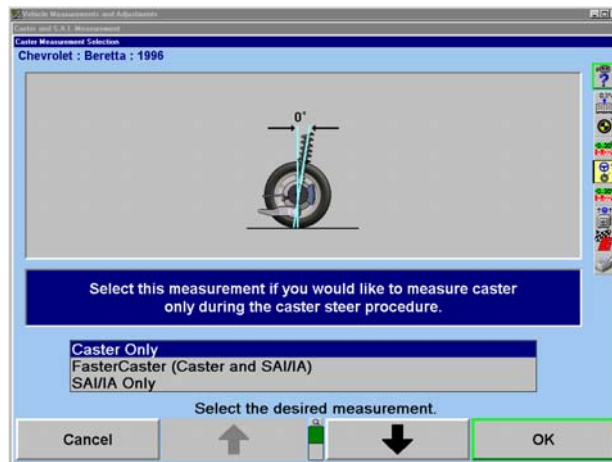 Vehicle Measurements and Adjustments
Caster and S.A.I. Measurement
Caster Measurement Selection
Chevrolet : Beretta : 1996
0°
Select this measurement if you would like to measure caster
only during the caster steer procedure.
Caster Only
FasterCaster (Caster and SAI/IA)
SAI/IA Only
Select the desired measurement.
Cancel
OK